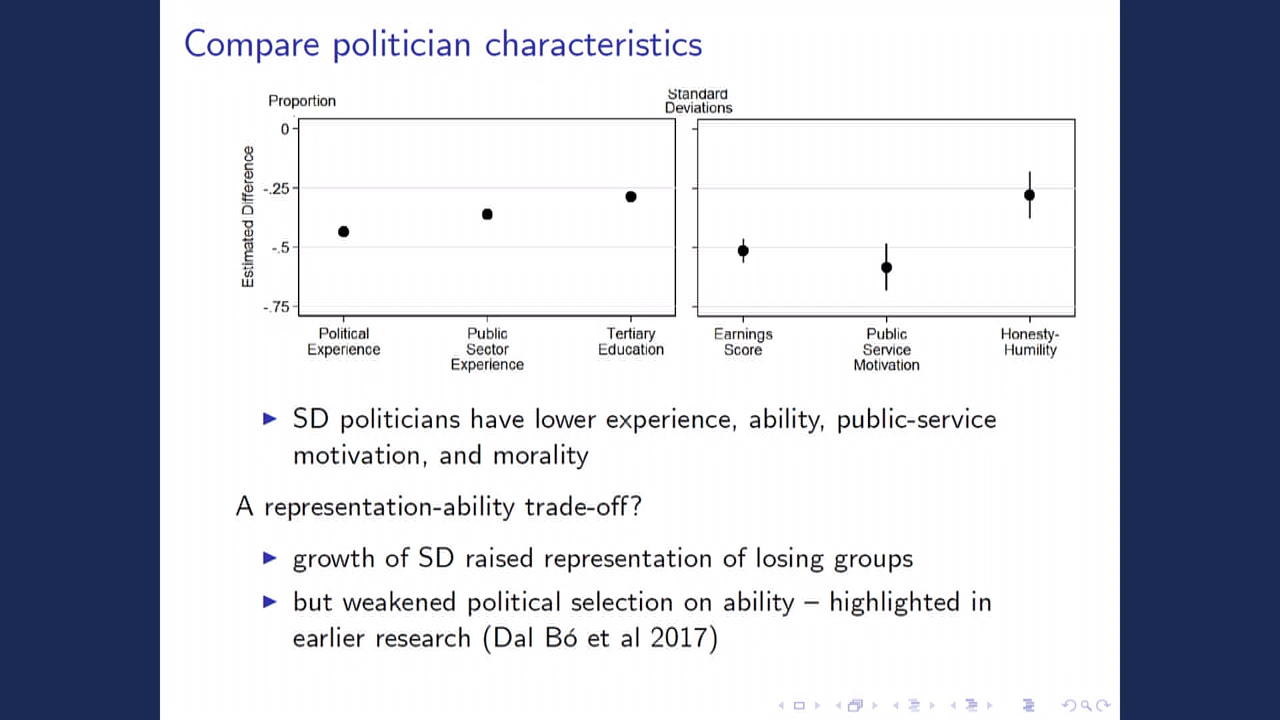 Compare politician characteristics
Proportion
Standard
Deviations
Estimated Difference
0
-.25
-.5
-.75
Political
Experience
Public
Sector
Experience
Tertiary
Education
Earnings
Score
Public
Service
Motivation
Honesty-
Humility
SD politicians have lower experience, ability, public-service
motivation, and morality
A representation-ability trade-off?
growth of SD raised representation of losing groups
but weakened political selection on ability – highlighted in
earlier research (Dal Bó et al 2017)